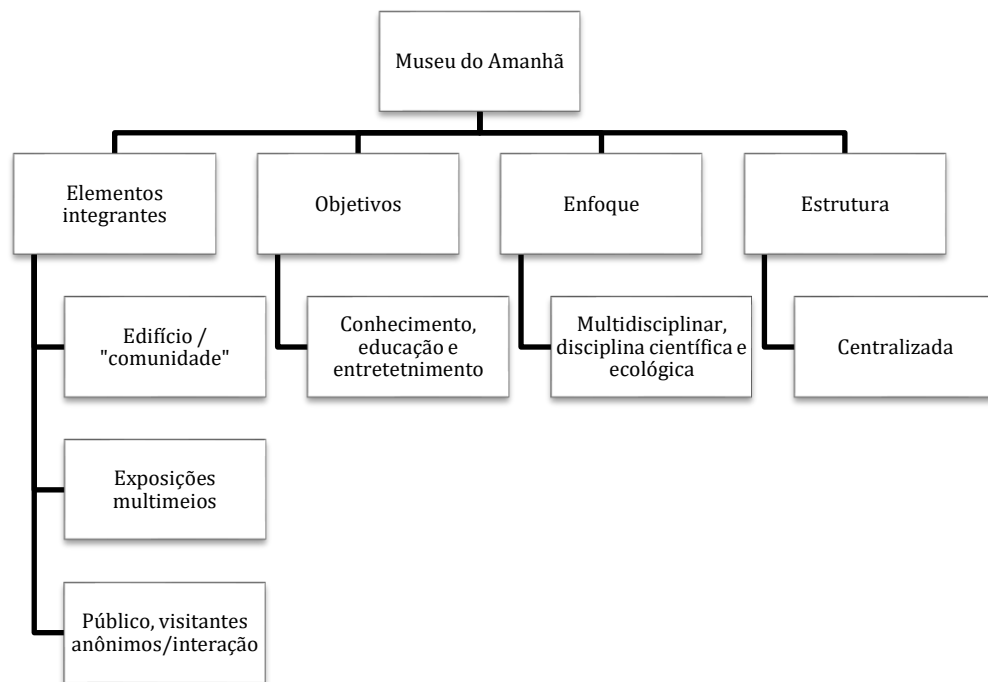 Museu do Amanhã
Elementos
integrantes
Objetivos
Enfoque
Estrutura
Edifício /
"comunidade"
Conhecimento,
educação e
entretetnimento
Multidisciplinar,
disciplina científica e
ecológica
Centralizada
Exposições
multimeios
Público, visitantes
anônimos/interação